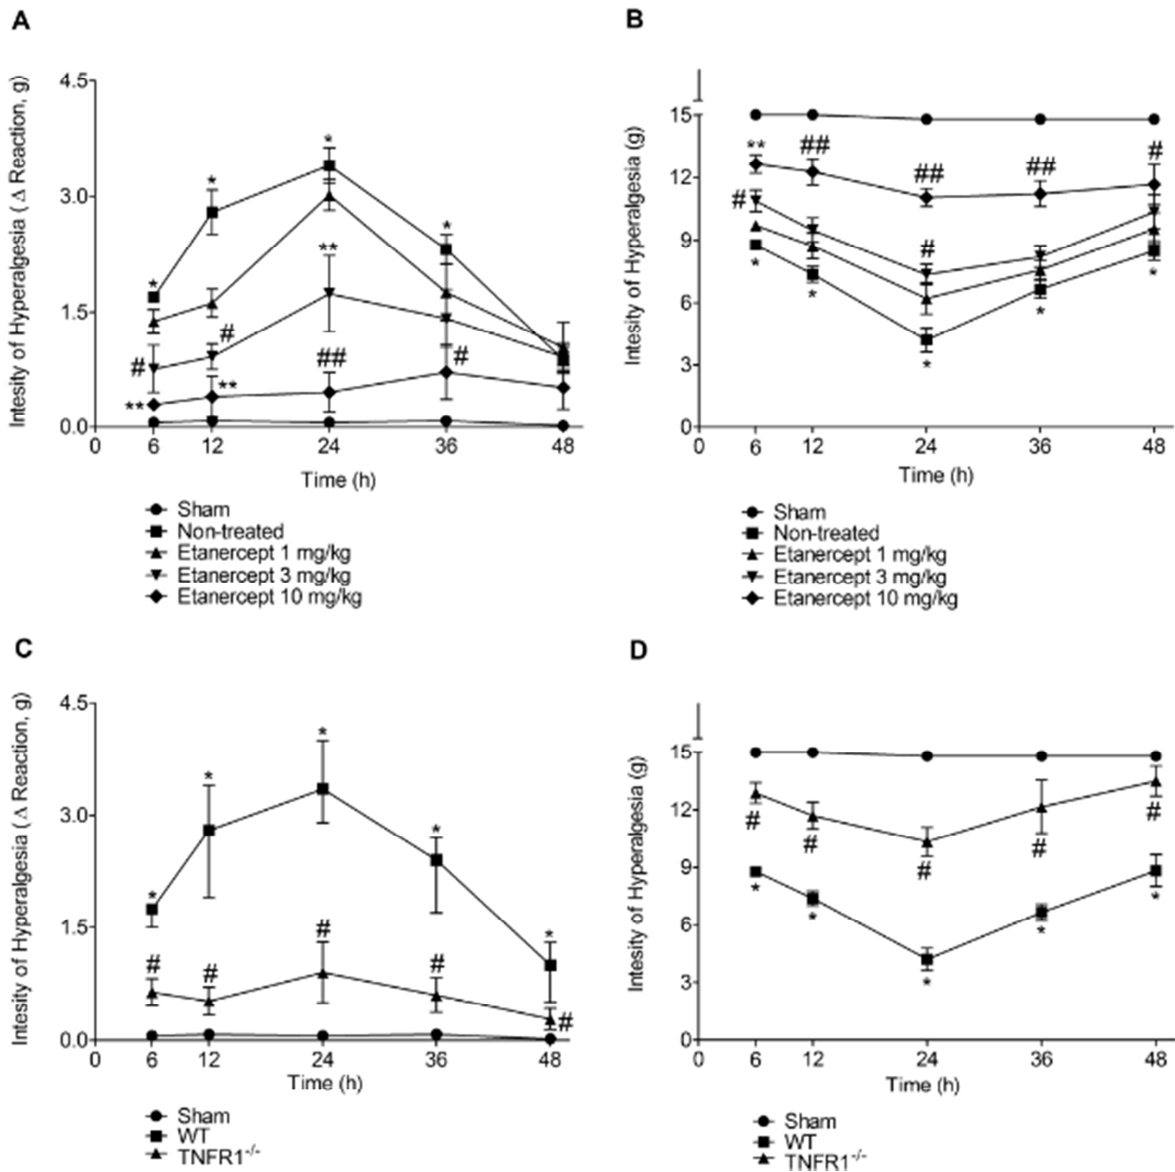 A
Intesity of Hyperalgesia ( Δ Reaction, g)
4.5
3.0
1.5
0.0
*
*
*
*
**
#
#
##
#
**
**
0 6 12 24 36 48
Time (h)
Sham
Non-treated
Etanercept 1 mg/kg
Etanercept 3 mg/kg
Etanercept 10 mg/kg
B
Intesity of Hyperalgesia (g)
15
12
9
6
3
0
**
##
##
##
#
#
#
*
*
*
*
*
0 6 12 24 36 48
Time (h)
Sham
Non-treated
Etanercept 1 mg/kg
Etanercept 3 mg/kg
Etanercept 10 mg/kg
C
Intesity of Hyperalgesia ( Δ Reaction, g)
4.5
3.0
1.5
0.0
*
*
*
*
*
#
#
#
#
#
0 6 12 24 36 48
Time (h)
Sham
WT
TNFR1-/-
D
Intesity of Hyperalgesia (g)
15
12
9
6
3
0
#
#
#
#
#
*
*
*
*
*
0 6 12 24 36 48
Time (h)
Sham
WT
TNFR1-/-